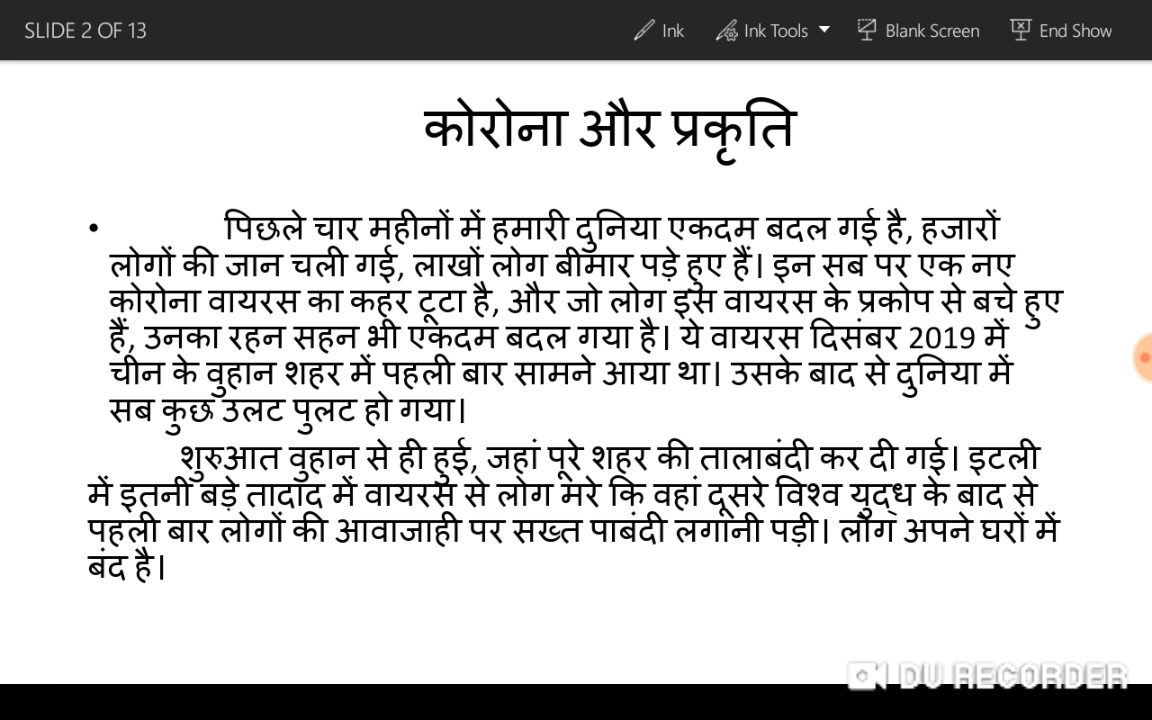 SLIDE 2 OF 13
Ink
Ink Tools
Blank Screen
End Show
कोरोना और प्रकृति
• पिछले चार महीनों में हमारी दुनिया एकदम बदल गई है, हजारों
लोगों की जान चली गई, लाखों लोग बीमार पड़े हुए हैं। इन सब पर एक नए
कोरोना वायरस का कहर टूटा है, और जो लोग इस वायरस के प्रकोप से बचे हुए
हैं, उनका रहन सहन भी एकदम बदल गया है। ये वायरस दिसंबर 2019 में
चीन के वुहान शहर में पहली बार सामने आया था। उसके बाद से दुनिया में
सब कुछ उलट पुलट हो गया।
शुरुआत वुहान से ही हुई, जहां पूरे शहर की तालाबंदी कर दी गई। इटली
में इतनी बड़े तादाद में वायरस से लोग मरे कि वहां दूसरे विश्व युद्ध के बाद से
पहली बार लोगों की आवाजाही पर सख्त पाबंदी लगानी पड़ी। लोग अपने घरों में
बंद है।
DU RECORDER